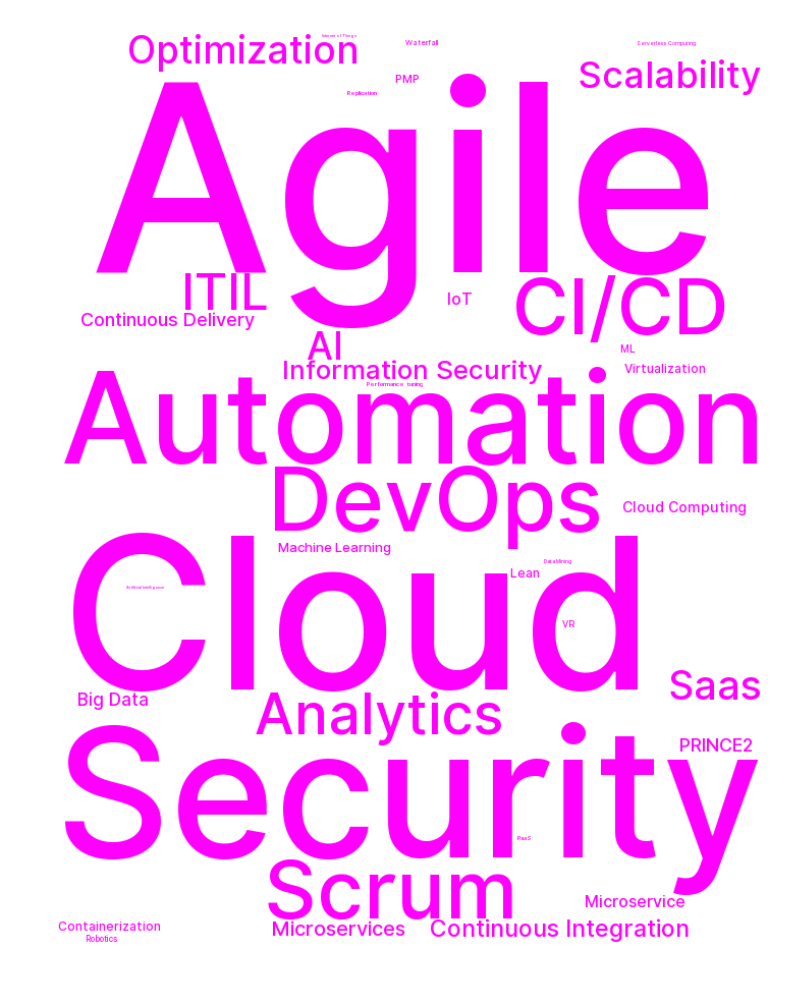 Internet of Things
Waterfall
Serverless Computing
Optimization
Scalability
PMP
Replication
Agile
ITIL
IoT
CI/CD
Continuous Delivery
AI
ML
Information Security
Virtualization
Performance tuning
Automation
DevOps
Cloud Computing
Machine Learning
Data Mining
Lean
Artificial Intelligence
Cloud
VR
Saas
Big Data
Analytics
PRINCE2
Security
PaaS
Scrum
Microservice
Containerization
Microservices
Continuous Integration
Robotics